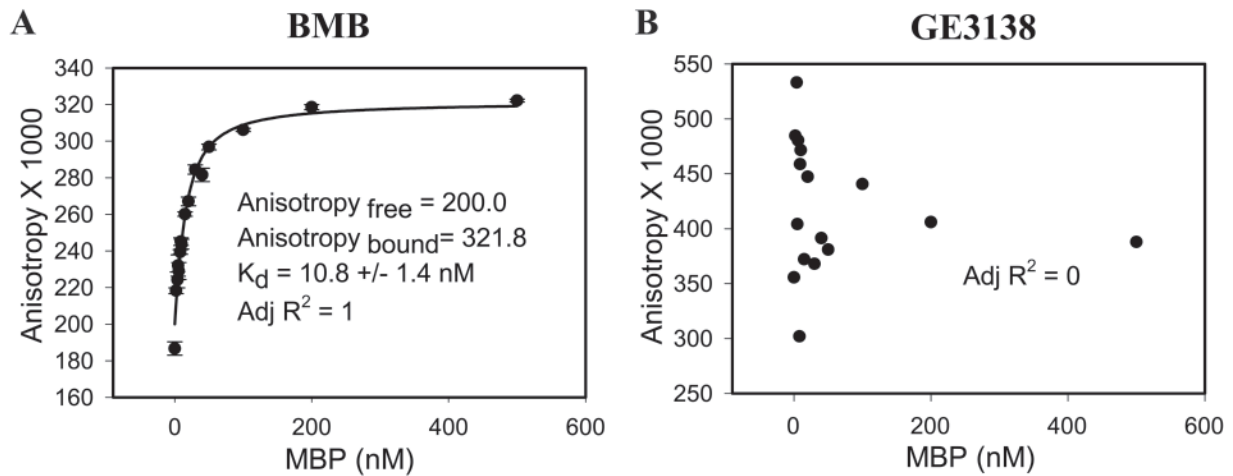 A
BMB
340
320
300
280
260
240
220
200
180
160
Anisotropy X 1000
Anisotropy free = 200.0
Anisotropy bound= 321.8
Kd = 10.8 +/- 1.4 nM
Adj R² = 1
0
200
400
600
MBP (nM)
B
GE3138
550
500
450
400
350
300
250
Anisotropy X 1000
Adj R² = 0
0
200
400
600
MBP (nM)